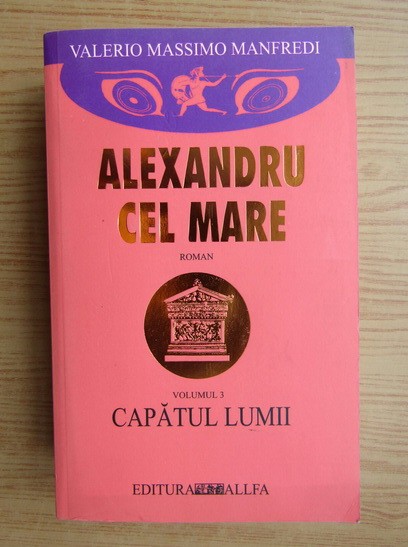 VALERIO MASSIMO MANFREDI
ALEXANDRU
CEL MARE
ROMAN
VOLUMUL 3
CAPĂTUL LUMII
EDITURA ALLFA